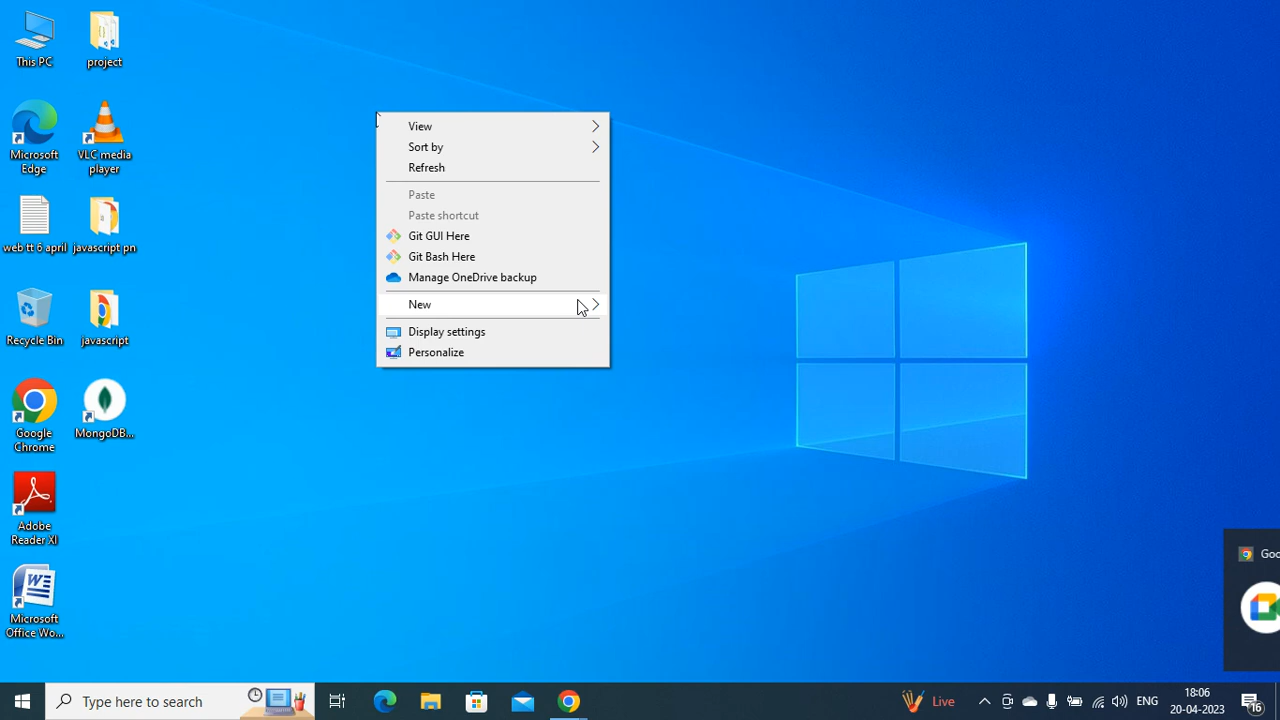 This PC
project
Microsoft
Edge
VLC media
player
web tt 6 april
javascript pn
Recycle Bin
javascript
Google
Chrome
MongoDB...
Adobe
Reader XI
Microsoft
Office Wo...
View
Sort by
Refresh
Paste
Paste shortcut
Git GUI Here
Git Bash Here
Manage OneDrive backup
New
Display settings
Personalize
Goo
Type here to search
Live
ENG
18:06
20-04-2023
16